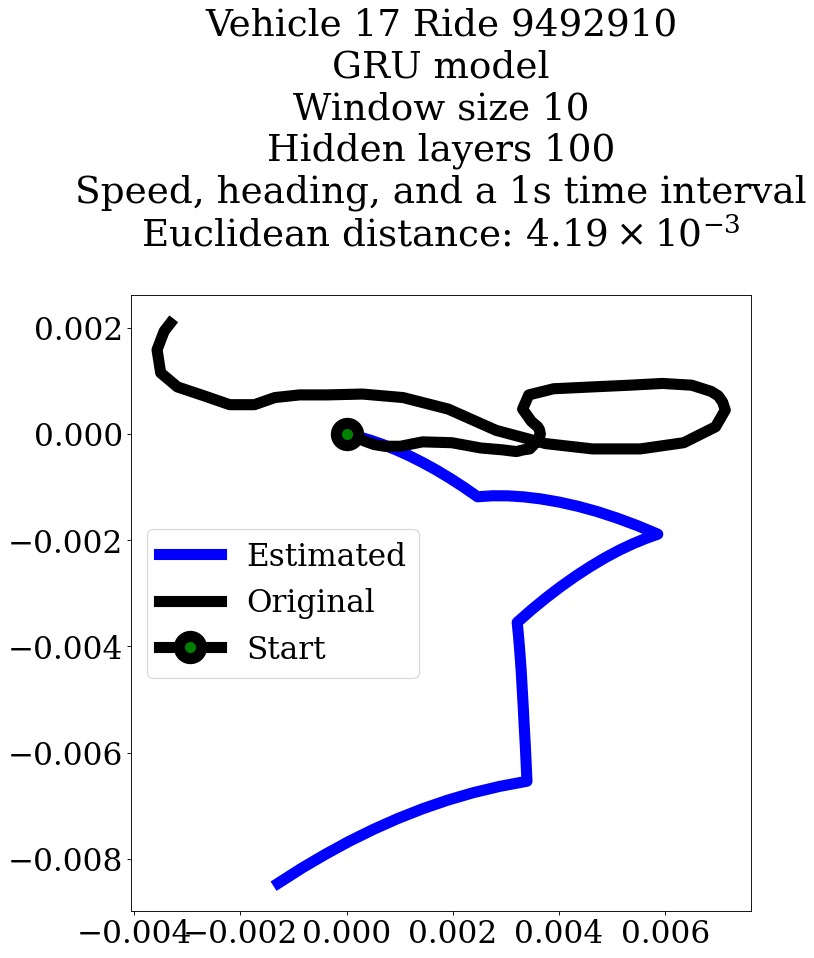 Vehicle 17 Ride 9492910
GRU model
Window size 10
Hidden layers 100
Speed, heading, and a 1s time interval
Euclidean distance: 4.19 × 10⁻³
0.002
0.000
−0.002
−0.004
−0.006
−0.008
Estimated
Original
Start
−0.004 −0.002 0.000 0.002 0.004 0.006